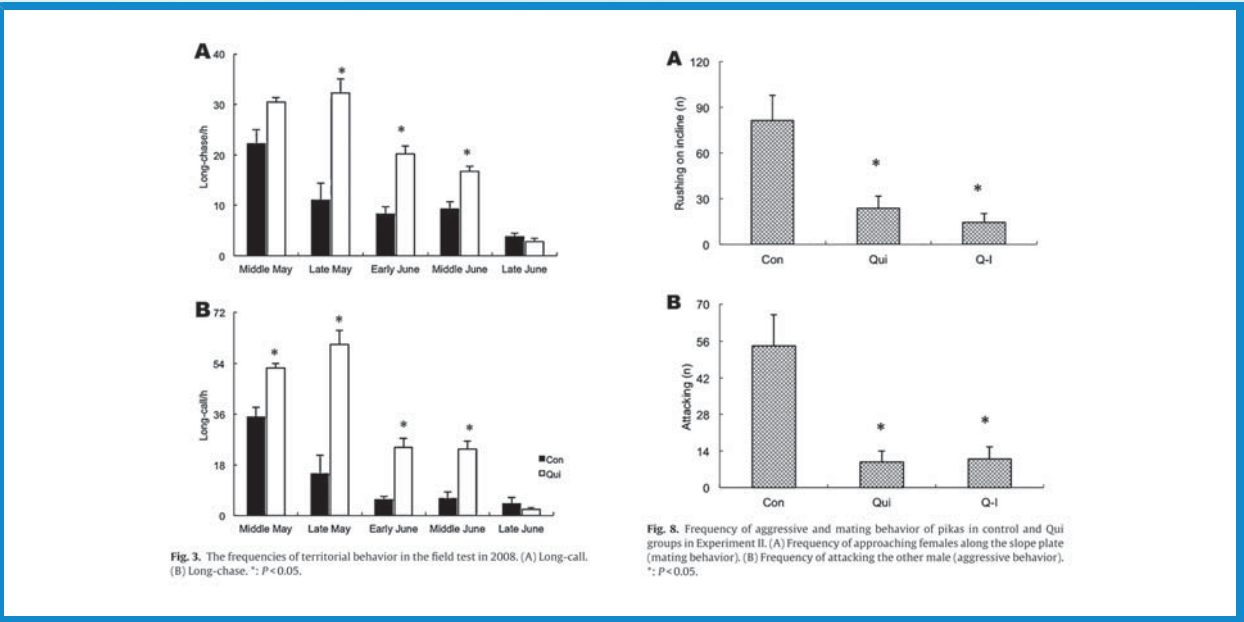 A
40
30
20
10
0
Long-chase/h
*
*
*
Middle May Late May Early June Middle June Late June
B
72
54
36
18
0
Long-call/h
*
*
*
*
Con
Qui
Middle May Late May Early June Middle June Late June
Fig. 3. The frequencies of territorial behavior in the field test in 2008. (A) Long-call.
(B) Long-chase. *: P<0.05.
A
120
90
60
30
0
Rushing on incline (n)
*
*
Con Qui Q-I
B
70
56
42
28
14
0
Attacking (n)
*
*
Con Qui Q-I
Fig. 8. Frequency of aggressive and mating behavior of pikas in control and Qui
groups in Experiment II. (A) Frequency of approaching females along the slope plate
(mating behavior). (B) Frequency of attacking the other male (aggressive behavior).
*: P<0.05.